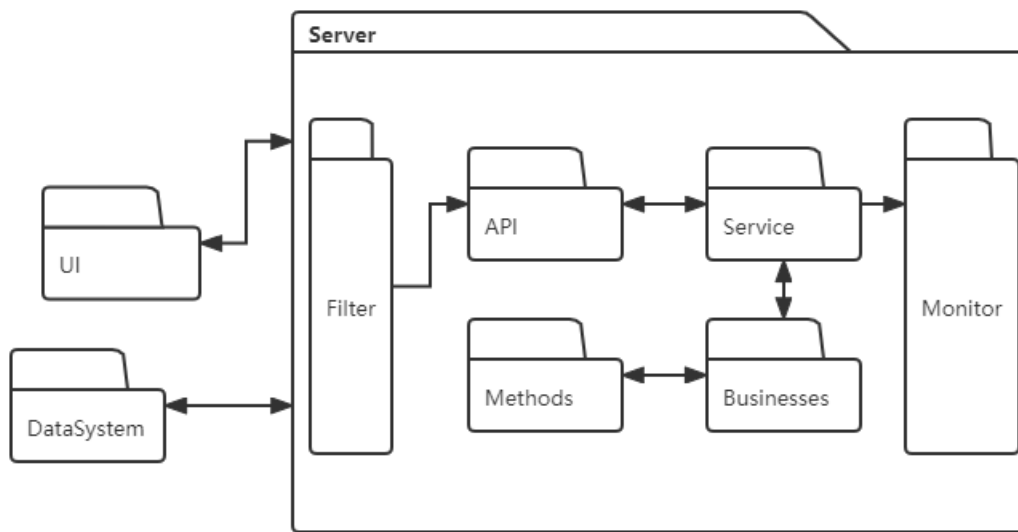 Server
UI
DataSystem
Filter
API
Service
Methods
Businesses
Monitor